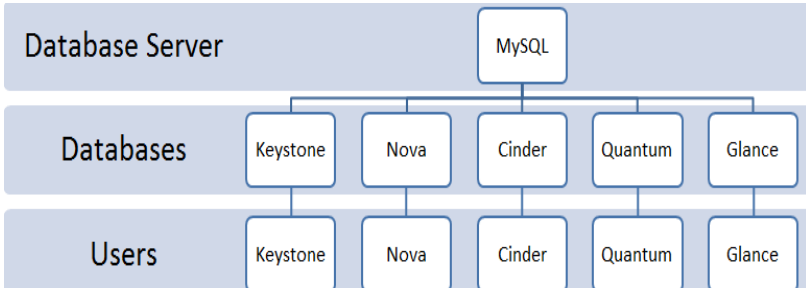 Database Server
MySQL
Databases
Keystone
Nova
Cinder
Quantum
Glance
Users
Keystone
Nova
Cinder
Quantum
Glance